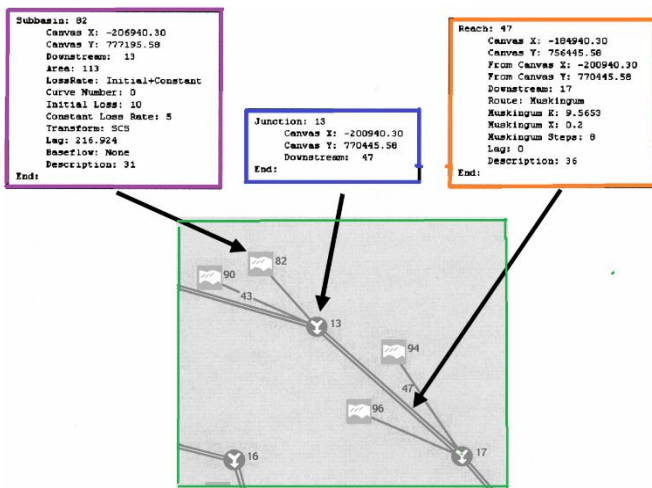 Subbasin: 82
Canvas X: -206940.30
Canvas Y: 777195.58
Downstream: 13
Area: 113
LossRate: Initial+Constant
Curve Number: 0
Initial Loss: 10
Constant Loss Rate: 5
Transform: SCS
Lag: 216.924
Baseflow: None
Description: 31
End:
Junction: 13
Canvas X: -200940.30
Canvas Y: 770445.58
Downstream: 47
End:
Reach: 47
Canvas X: -184940.30
Canvas Y: 756445.58
From Canvas X: -200940.30
From Canvas Y: 770445.58
Downstream: 17
Route: Muskingum
Muskingum K: 9.5653
Muskingum X: 0.2
Muskingum Steps: 8
Lag: 0
Description: 36
End:
82
90
43
13
94
47
96
17
16